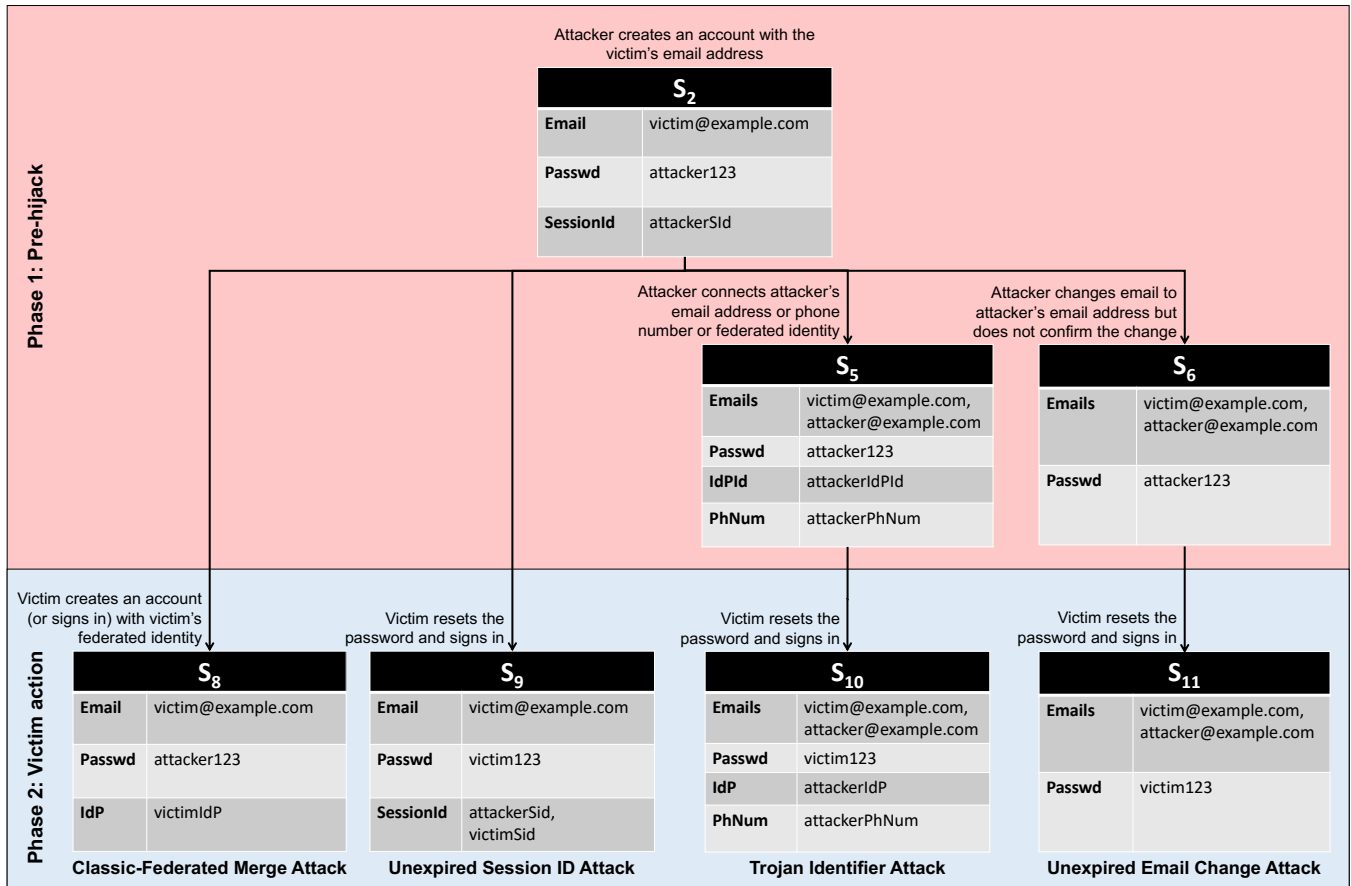 Attacker creates an account with the
victim's email address
S2
Email victim@example.com
Passwd attacker123
SessionId attackerSId
Phase 1: Pre-hijack
Attacker connects attacker's
email address or phone
number or federated identity
Attacker changes email to
attacker's email address but
does not confirm the change
S5
Emails victim@example.com,
attacker@example.com
Passwd attacker123
IdPId attackerIdPId
PhNum attackerPhNum
S6
Emails victim@example.com,
attacker@example.com
Passwd attacker123
Phase 2: Victim action
Victim creates an account
(or signs in) with victim's
federated identity
Victim resets the
password and signs in
Victim resets the
password and signs in
Victim resets the
password and signs in
S8
Email victim@example.com
Passwd attacker123
IdP victimIdP
Classic-Federated Merge Attack
S9
Email victim@example.com
Passwd victim123
SessionId attackerSid,
victimSid
Unexpired Session ID Attack
S10
Emails victim@example.com,
attacker@example.com
Passwd victim123
IdP attackerIdP
PhNum attackerPhNum
Trojan Identifier Attack
S11
Emails victim@example.com,
attacker@example.com
Passwd victim123
Unexpired Email Change Attack